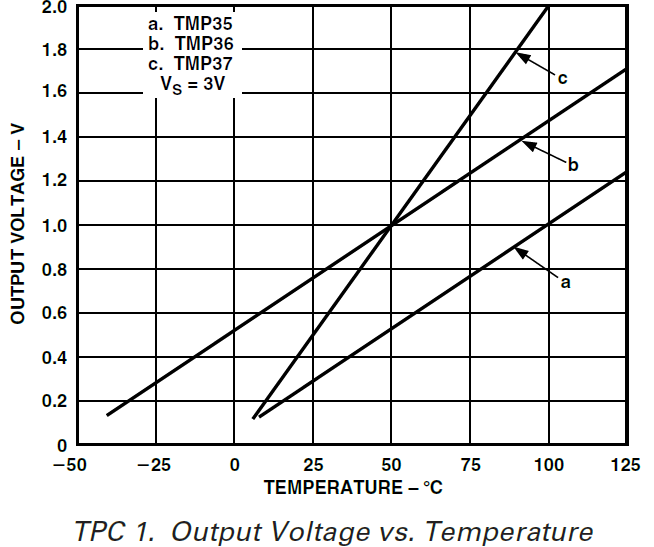 2.0
1.8
1.6
1.4
1.2
1.0
0.8
0.6
0.4
0.2
0
OUTPUT VOLTAGE – V
a. TMP35
b. TMP36
c. TMP37
VS = 3V
c
b
a
–50 –25 0 25 50 75 100 125
TEMPERATURE – °C
TPC 1. Output Voltage vs. Temperature